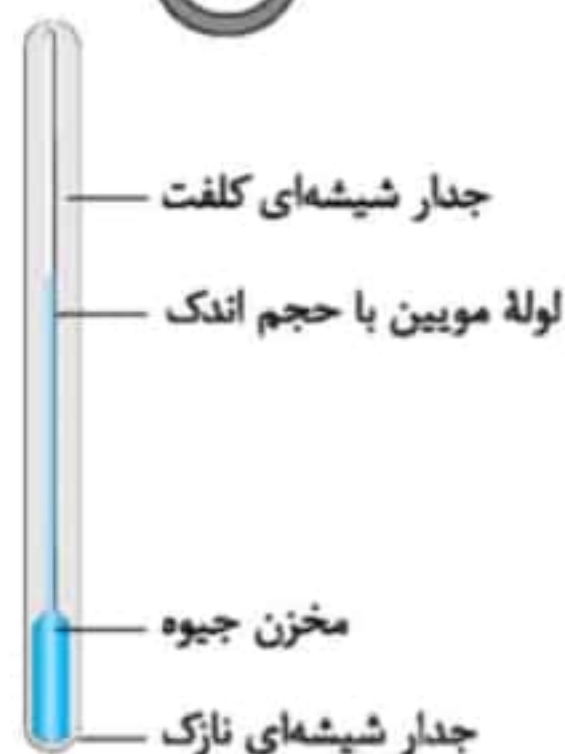 جدار شیشه‌ای کلفت
لولهٔ مویین با حجم اندک
مخزن جیوه
جدار شیشه‌ای نازک